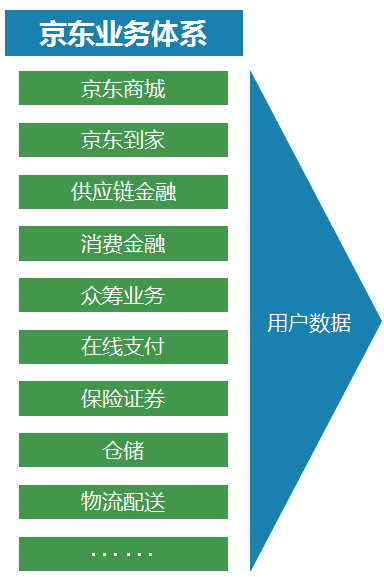 京东业务体系
京东商城
京东到家
供应链金融
消费金融
众筹业务
在线支付
保险证券
仓储
物流配送
······
用户数据